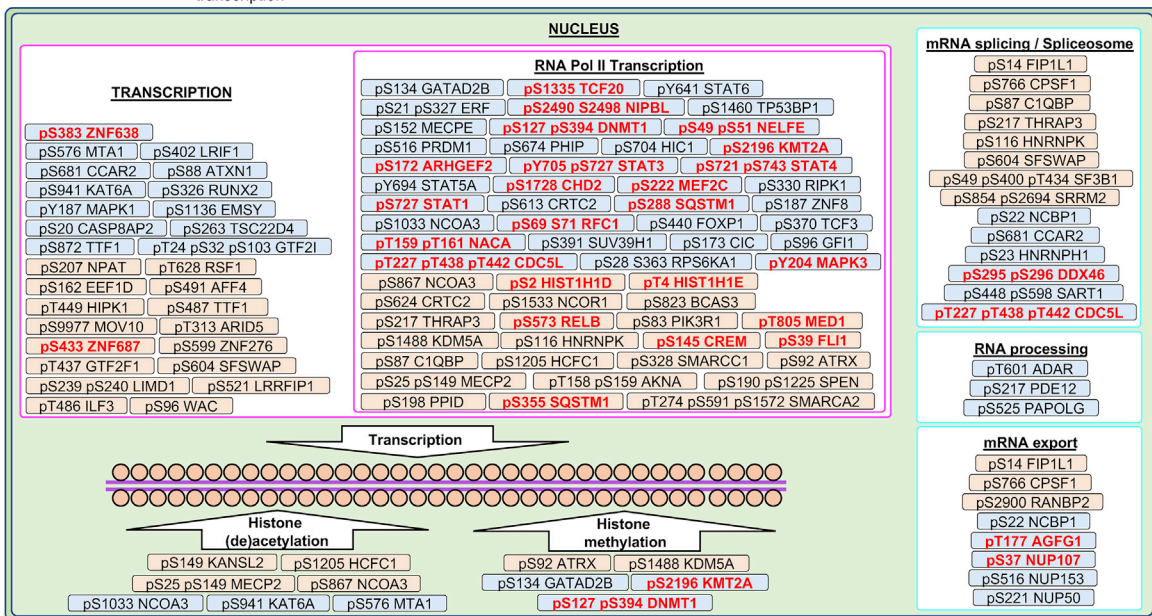 transcription
NUCLEUS
TRANSCRIPTION
pS383 ZNF638
pS576 MTA1 pS402 LRIF1
pS681 CCAR2 pS88 ATXN1
pS941 KAT6A pS326 RUNX2
pY187 MAPK1 pS1136 EMSY
pS20 CASP8AP2 pS263 TSC22D4
pS872 TTF1 pT24 pS32 pS103 GTF2I
pS207 NPAT pT628 RSF1
pS162 EEF1D pS491 AFF4
pT449 HIPK1 pS487 TTF1
pS9977 MOV10 pT313 ARID5
pS433 ZNF687 pS599 ZNF276
pT437 GTF2F1 pS604 SFSWAP
pS239 pS240 LIMD1 pS521 LRRFIP1
pT486 ILF3 pS96 WAC
RNA Pol II Transcription
pS134 GATAD2B pS1335 TCF20 pY641 STAT6
pS21 pS327 ERF pS2490 S2498 NIPBL pS1460 TP53BP1
pS152 MECPE pS127 pS394 DNMT1 pS49 pS51 NELFE
pS516 PRDM1 pS674 PHIP pS704 HIC1 pS2196 KMT2A
pS172 ARHGEF2 pY705 pS727 STAT3 pS721 pS743 STAT4
pY694 STAT5A pS1728 CHD2 pS222 MEF2C pS330 RIPK1
pS727 STAT1 pS613 CRTC2 pS288 SQSTM1 pS187 ZNF8
pS1033 NCOA3 pS69 S71 RFC1 pS440 FOXP1 pS370 TCF3
pT159 pT161 NACA pS391 SUV39H1 pS173 CIC pS96 GFI1
pT227 pT438 pT442 CDC5L pS28 S363 RPS6KA1 pY204 MAPK3
pS867 NCOA3 pS2 HIST1H1D pT4 HIST1H1E
pS624 CRTC2 pS1533 NCOR1 pS823 BCAS3
pS217 THRAP3 pS573 RELB pS83 PIK3R1 pT805 MED1
pS1488 KDM5A pS116 HNRNPK pS145 CREM pS39 FLI1
pS87 C1QBP pS1205 HCFC1 pS328 SMARCC1 pS92 ATRX
pS25 pS149 MECP2 pT158 pS159 AKNA pS190 pS1225 SPEN
pS198 PPID pS355 SQSTM1 pT274 pS591 pS1572 SMARCA2
mRNA splicing / Spliceosome
pS14 FIP1L1
pS766 CPSF1
pS87 C1QBP
pS217 THRAP3
pS116 HNRNPK
pS604 SFSWAP
pS49 pS400 pT434 SF3B1
pS854 pS2694 SRRM2
pS22 NCBP1
pS681 CCAR2
pS23 HNRNPH1
pS295 pS296 DDX46
pS448 pS598 SART1
pT227 pT438 pT442 CDC5L
RNA processing
pT601 ADAR
pS217 PDE12
pS525 PAPOLG
mRNA export
pS14 FIP1L1
pS766 CPSF1
pS2900 RANBP2
pS22 NCBP1
pT177 AGFG1
pS37 NUP107
pS516 NUP153
pS221 NUP50
Transcription
Histone
(de)acetylation
pS149 KANSL2 pS1205 HCFC1
pS25 pS149 MECP2 pS867 NCOA3
pS1033 NCOA3 pS941 KAT6A pS576 MTA1
Histone
methylation
pS92 ATRX pS1488 KDM5A
pS134 GATAD2B pS2196 KMT2A
pS127 pS394 DNMT1